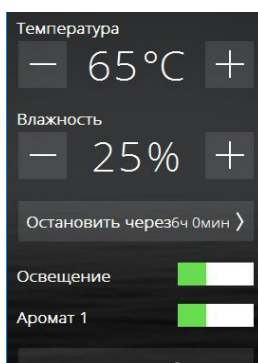 Температура
— 65°C +
Влажность
— 25% +
Остановить через6ч 0мин 〉
Освещение
Аромат 1